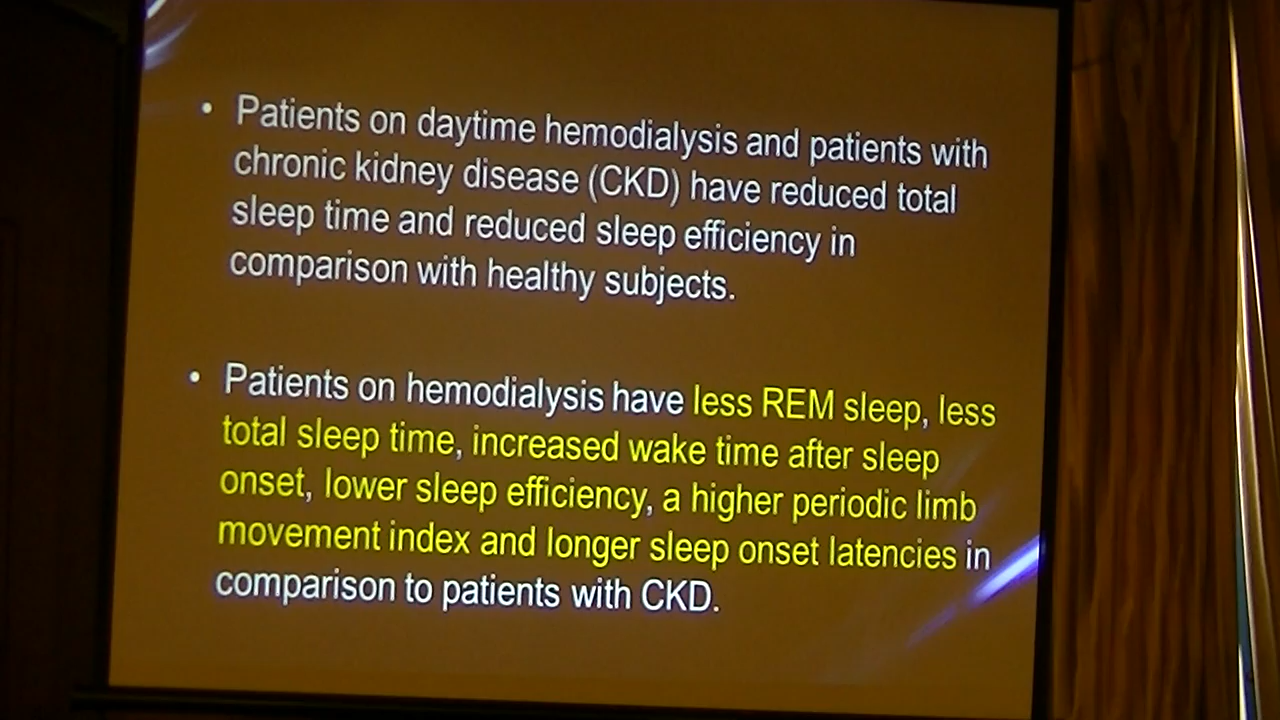 • Patients on daytime hemodialysis and patients with
chronic kidney disease (CKD) have reduced total
sleep time and reduced sleep efficiency in
comparison with healthy subjects.
• Patients on hemodialysis have less REM sleep, less
total sleep time, increased wake time after sleep
onset, lower sleep efficiency, a higher periodic limb
movement index and longer sleep onset latencies in
comparison to patients with CKD.